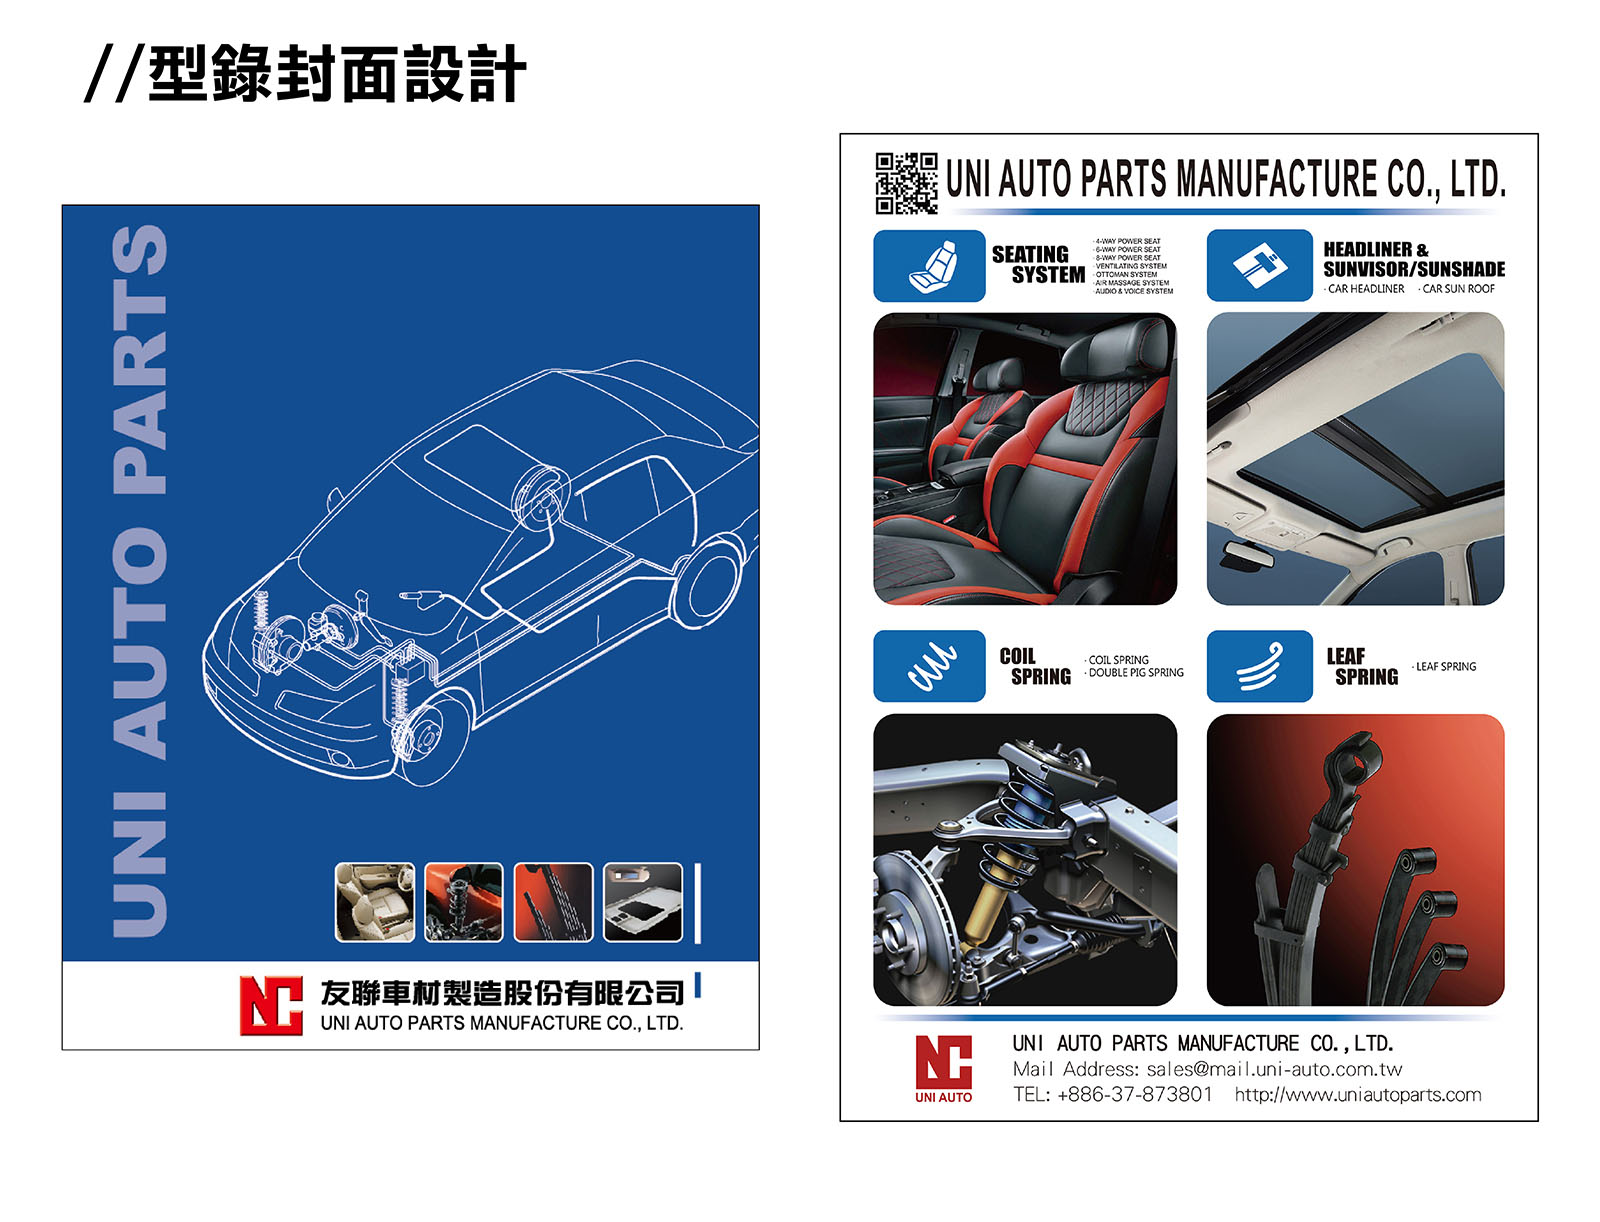 //型錄封面設計
UNI AUTO PARTS
友聯車材製造股份有限公司
UNI AUTO PARTS MANUFACTURE CO., LTD.
UNI AUTO PARTS MANUFACTURE CO., LTD.
SEATING
SYSTEM
· 4-WAY POWER SEAT
· 6-WAY POWER SEAT
· 8-WAY POWER SEAT
· VENTILATING SYSTEM
· OTTOMAN SYSTEM
· AIR MASSAGE SYSTEM
· AUDIO & VOICE SYSTEM
HEADLINER &
SUNVISOR/SUNSHADE
· CAR HEADLINER · CAR SUN ROOF
COIL
SPRING
· COIL SPRING
· DOUBLE PIG SPRING
LEAF
SPRING
· LEAF SPRING
UNI AUTO
UNI AUTO PARTS MANUFACTURE CO.,LTD.
Mail Address: sales@mail.uni-auto.com.tw
TEL: +886-37-873801 http://www.uniautoparts.com